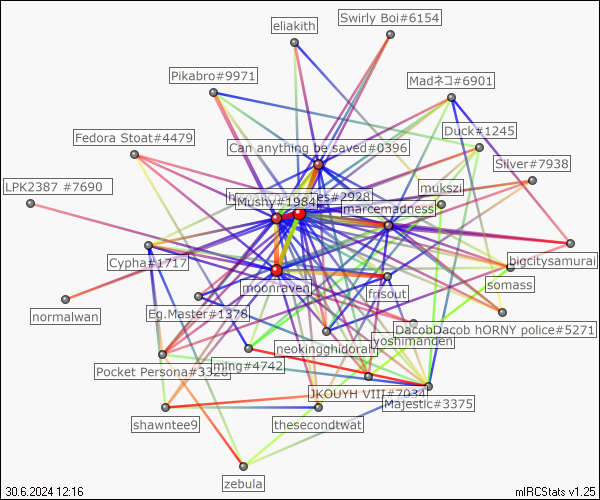 eliakith
Swirly Boi#6154
Pikabro#9971
Madネコ#6901
Duck#1245
Fedora Stoat#4479
Can anything be saved#0396
Silver#7938
LPK2387 #7690
mukszi
es#2928
Mushy#1984
marcemadness
Cypha#1717
bigcitysamurai
moonraven
frisout
somass
normalwan
Eg.Master#1378
DacobDacob hORNY police#5271
yoshimanden
neokingghidorah
ming#4742
Pocket Persona#3326
JKOUYH VIII#7034
Majestic#3375
shawntee9
thesecondtwat
zebula
30.6.2024 12:16
mIRCStats v1.25